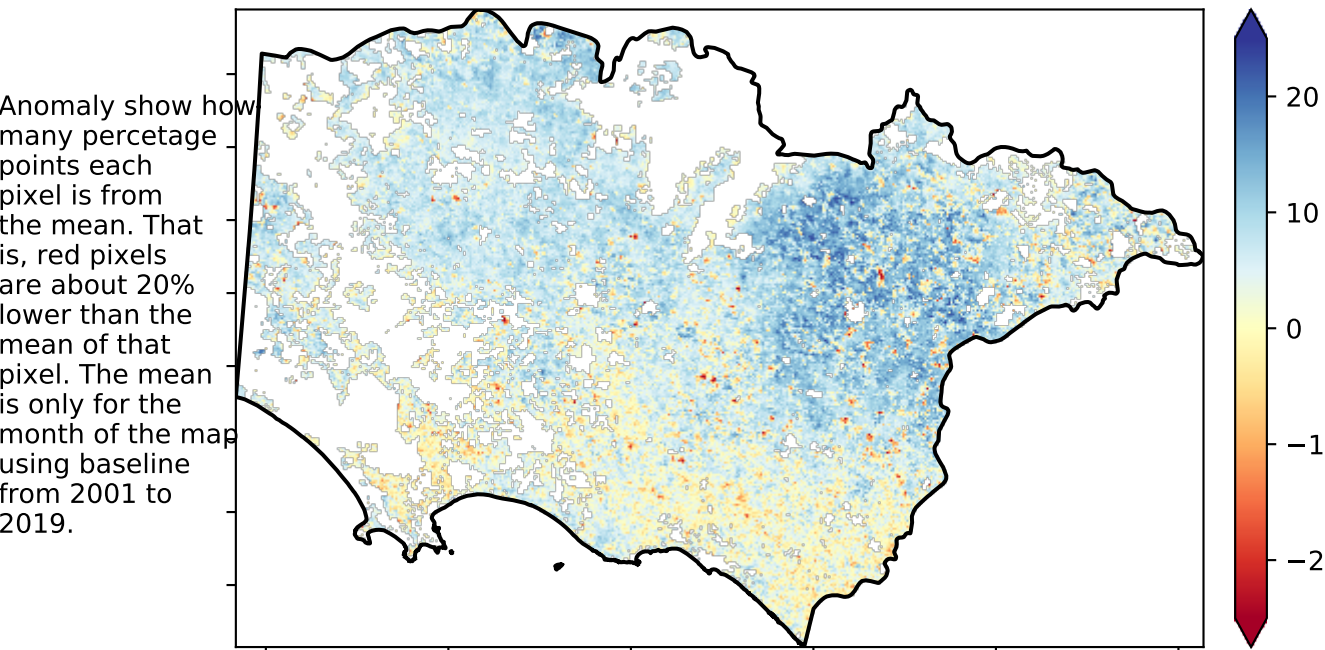 Anomaly show how
many percetage
points each
pixel is from
the mean. That
is, red pixels
are about 20%
lower than the
mean of that
pixel. The mean
is only for the
month of the map
using baseline
from 2001 to
2019.
20
10
0
−1
−2